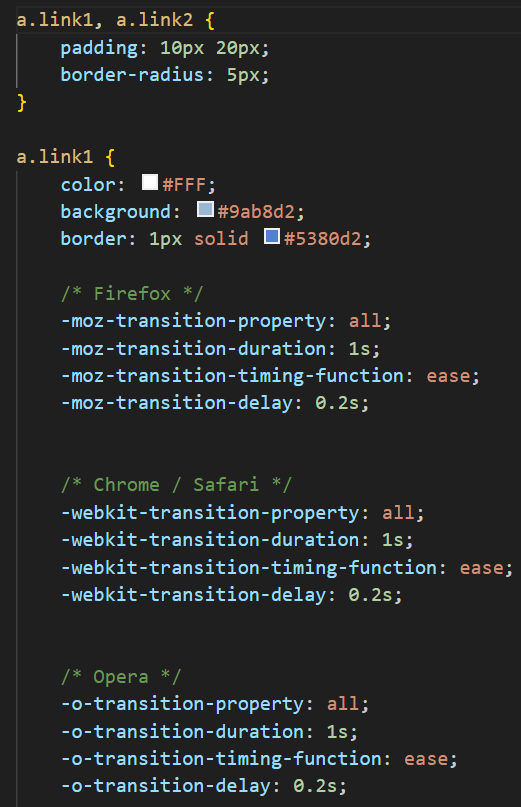 a.link1, a.link2 {
    padding: 10px 20px;
    border-radius: 5px;
}

a.link1 {
    color: #FFF;
    background: #9ab8d2;
    border: 1px solid #5380d2;

    /* Firefox */
    -moz-transition-property: all;
    -moz-transition-duration: 1s;
    -moz-transition-timing-function: ease;
    -moz-transition-delay: 0.2s;


    /* Chrome / Safari */
    -webkit-transition-property: all;
    -webkit-transition-duration: 1s;
    -webkit-transition-timing-function: ease;
    -webkit-transition-delay: 0.2s;


    /* Opera */
    -o-transition-property: all;
    -o-transition-duration: 1s;
    -o-transition-timing-function: ease;
    -o-transition-delay: 0.2s;